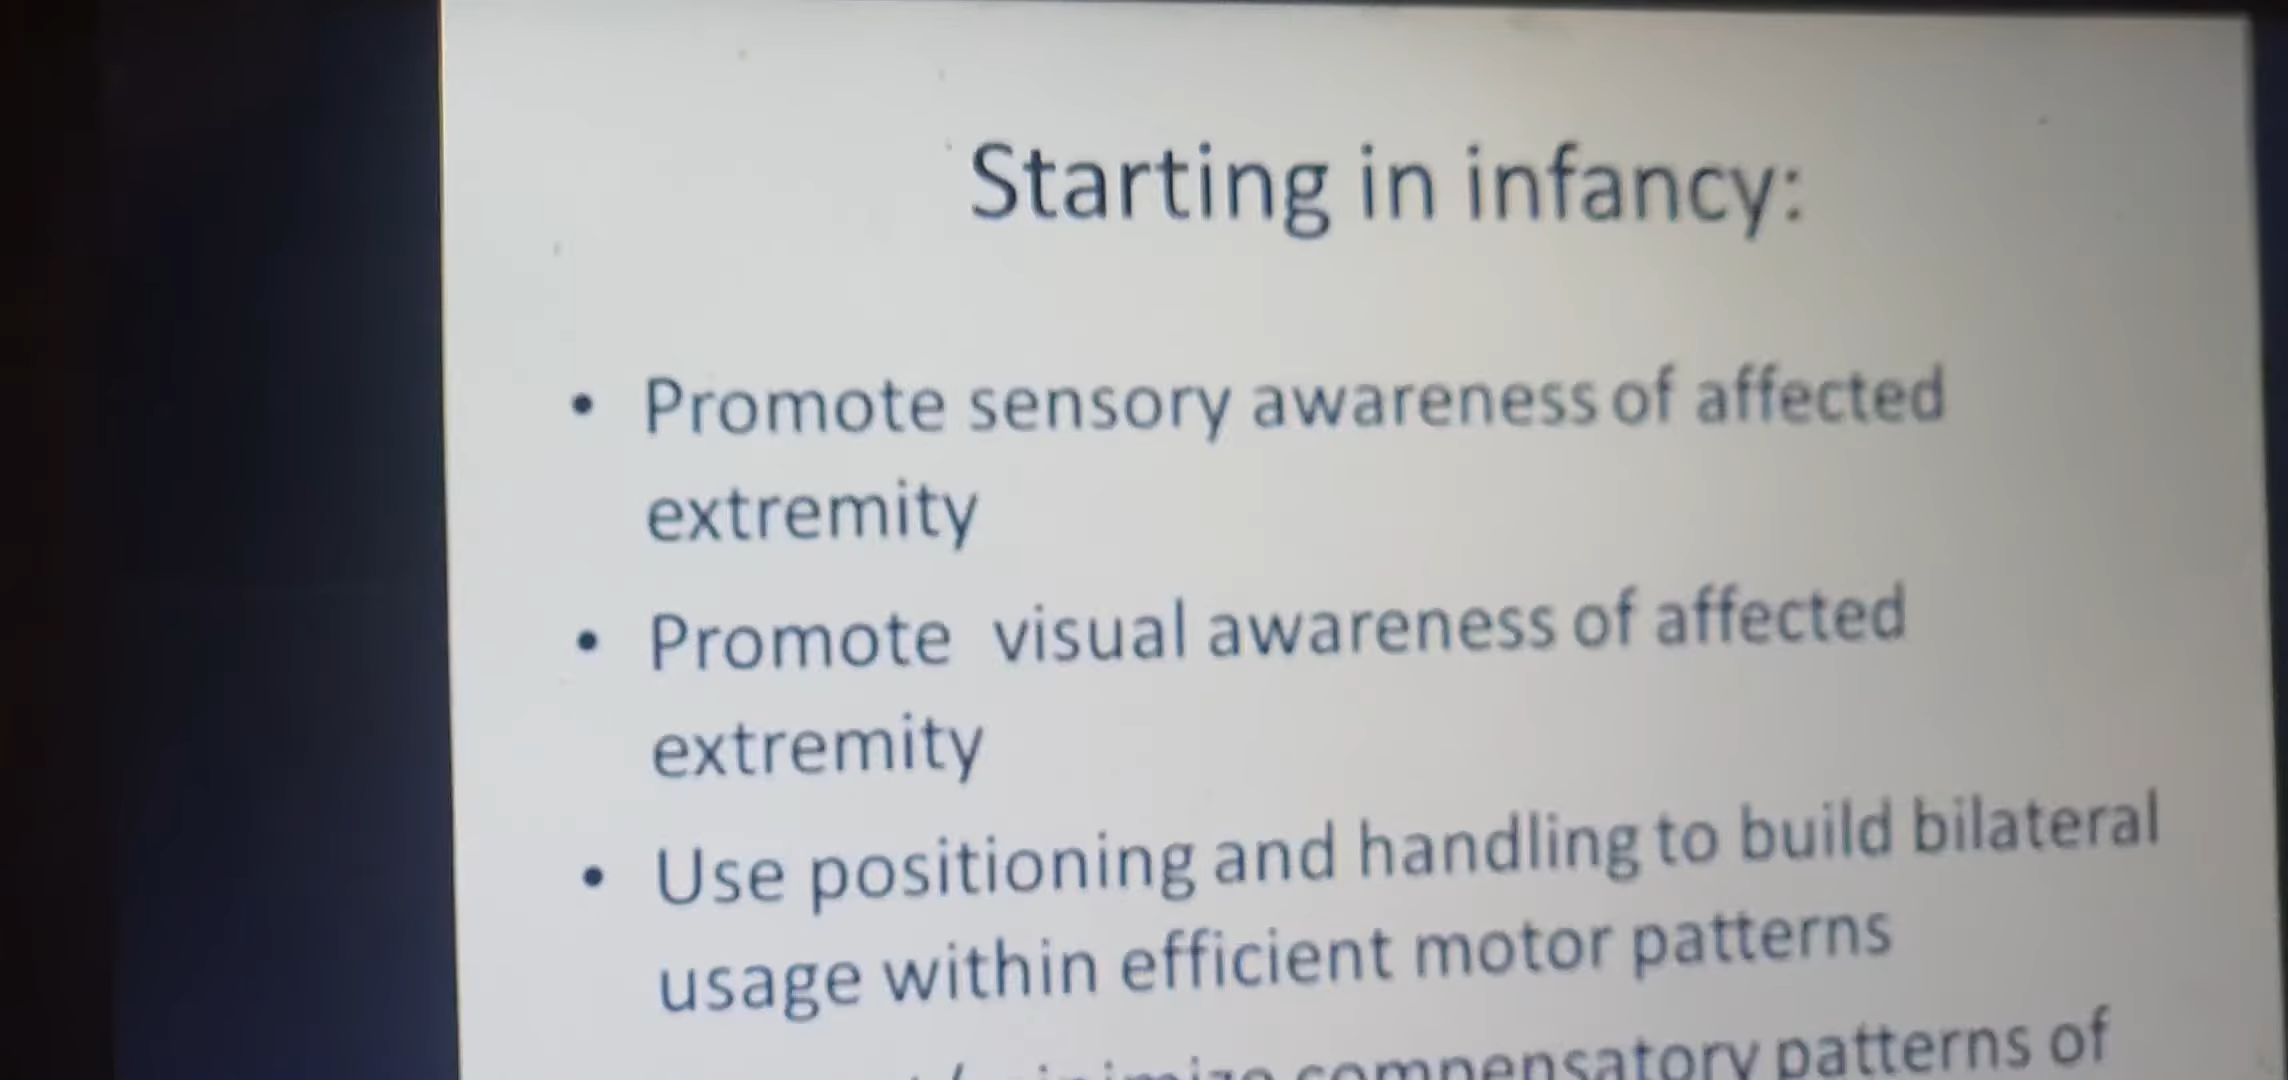 Starting in infancy:
• Promote sensory awareness of affected
extremity
• Promote visual awareness of affected
extremity
• Use positioning and handling to build bilateral
usage within efficient motor patterns
minimize compensatory patterns of